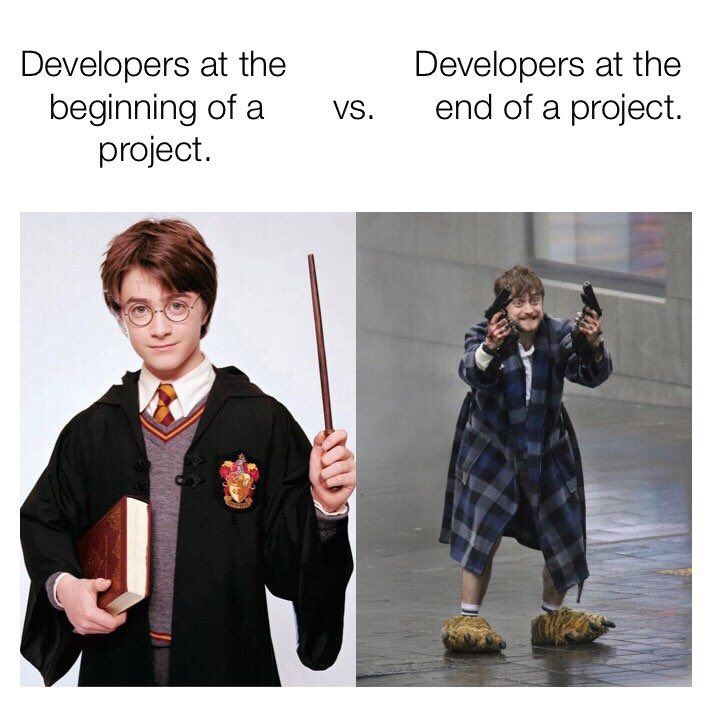 Developers at the
beginning of a
project.
vs.
Developers at the
end of a project.